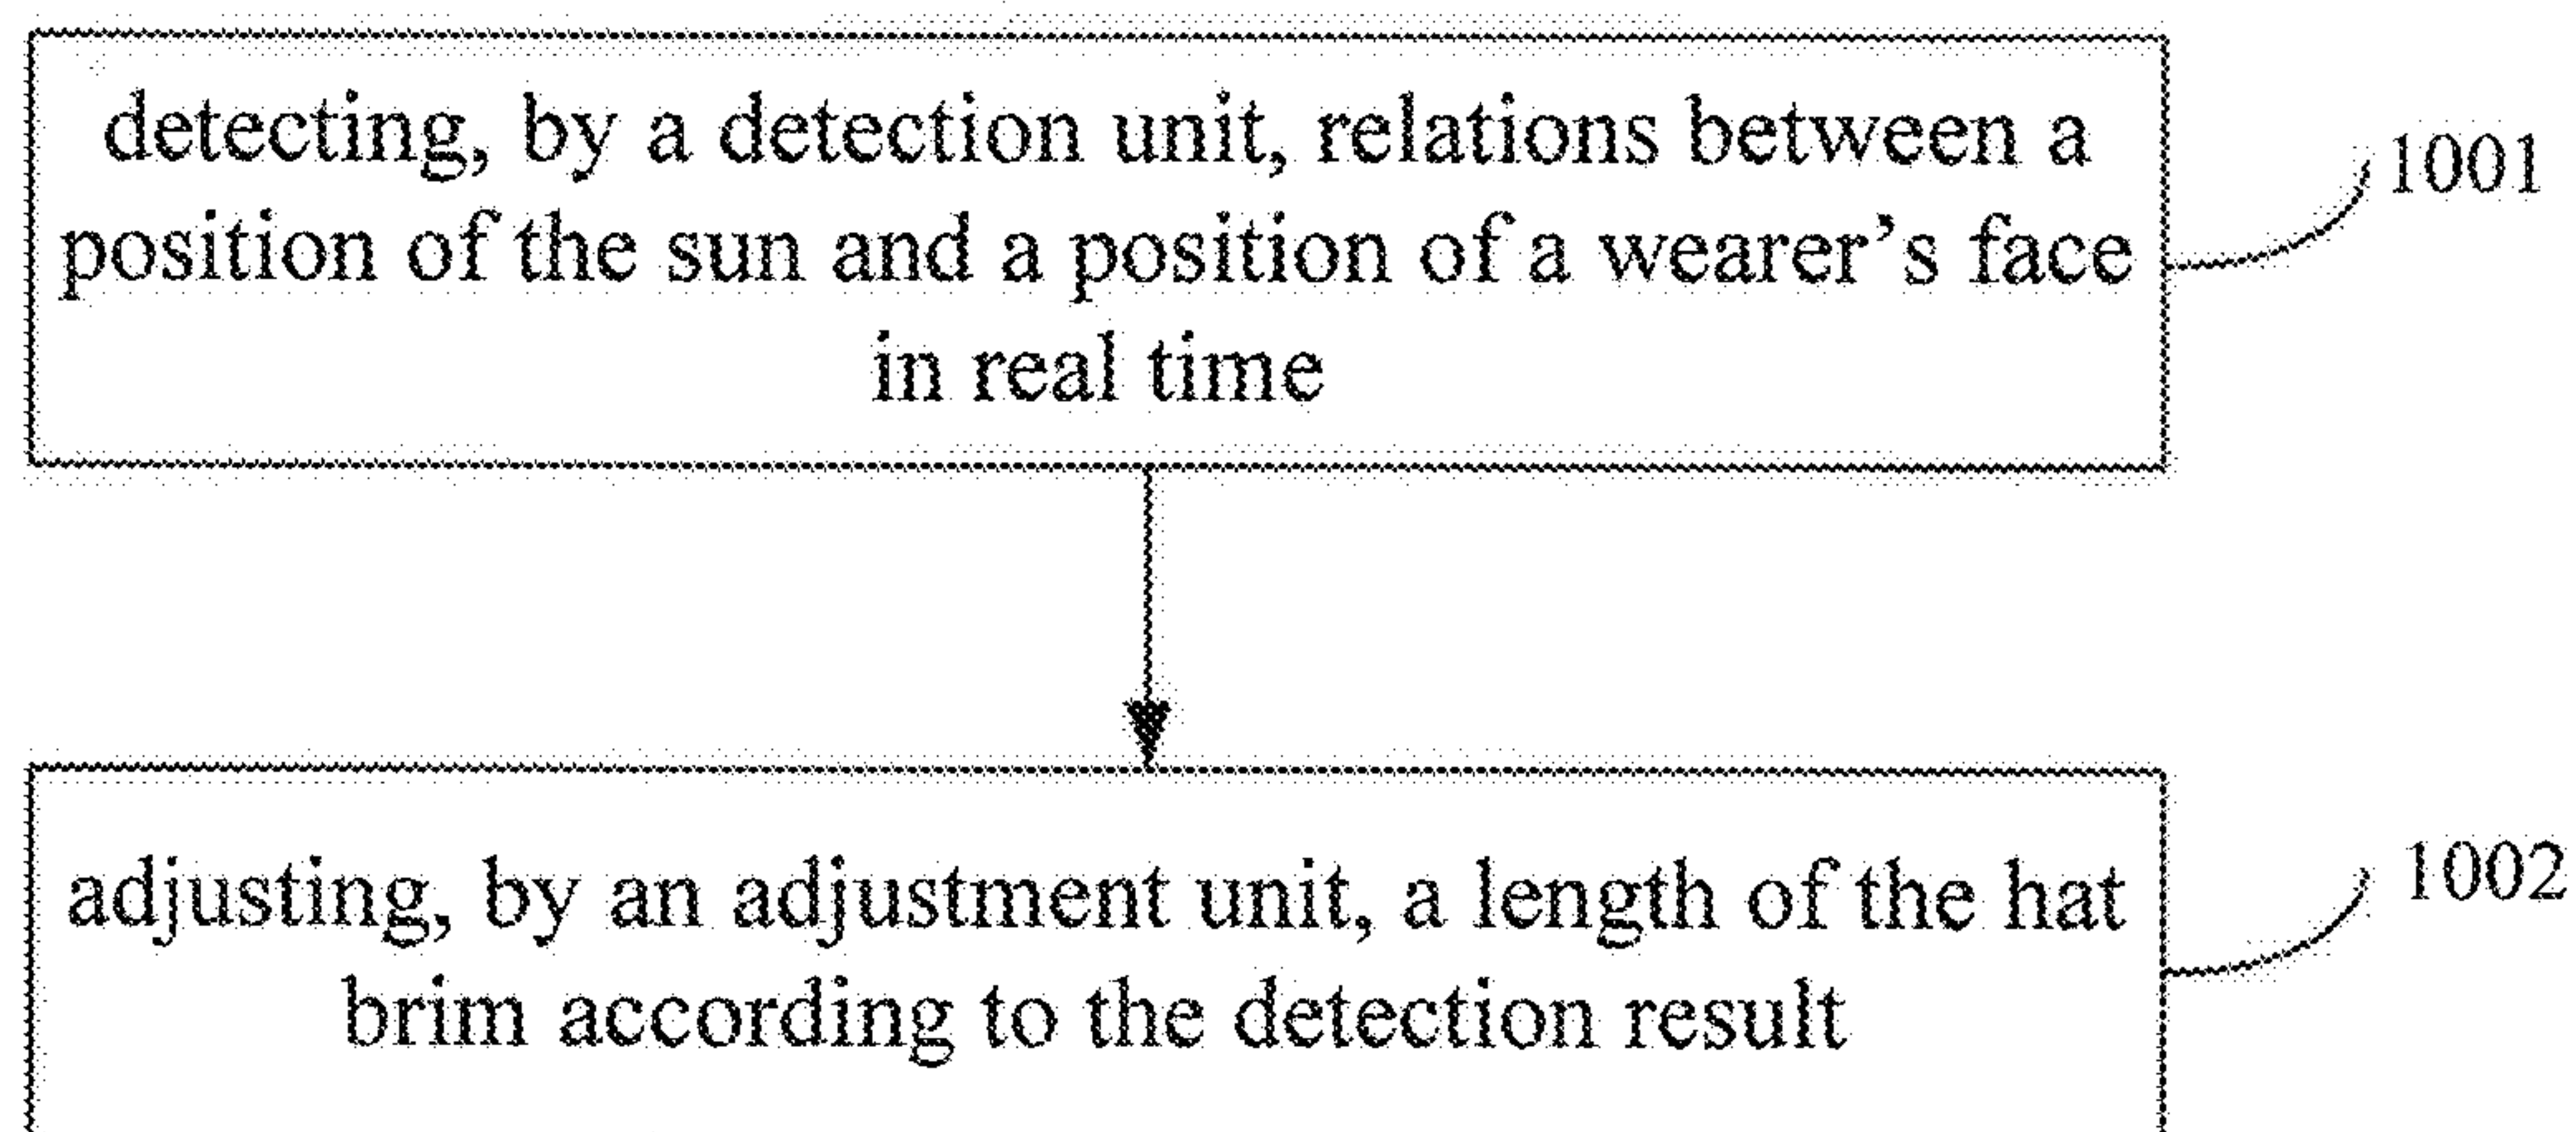 detecting, by a detection unit, relations between a
position of the sun and a position of a wearer’s face
in real time
1001
adjusting, by an adjustment unit, a length of the hat
brim according to the detection result
1002